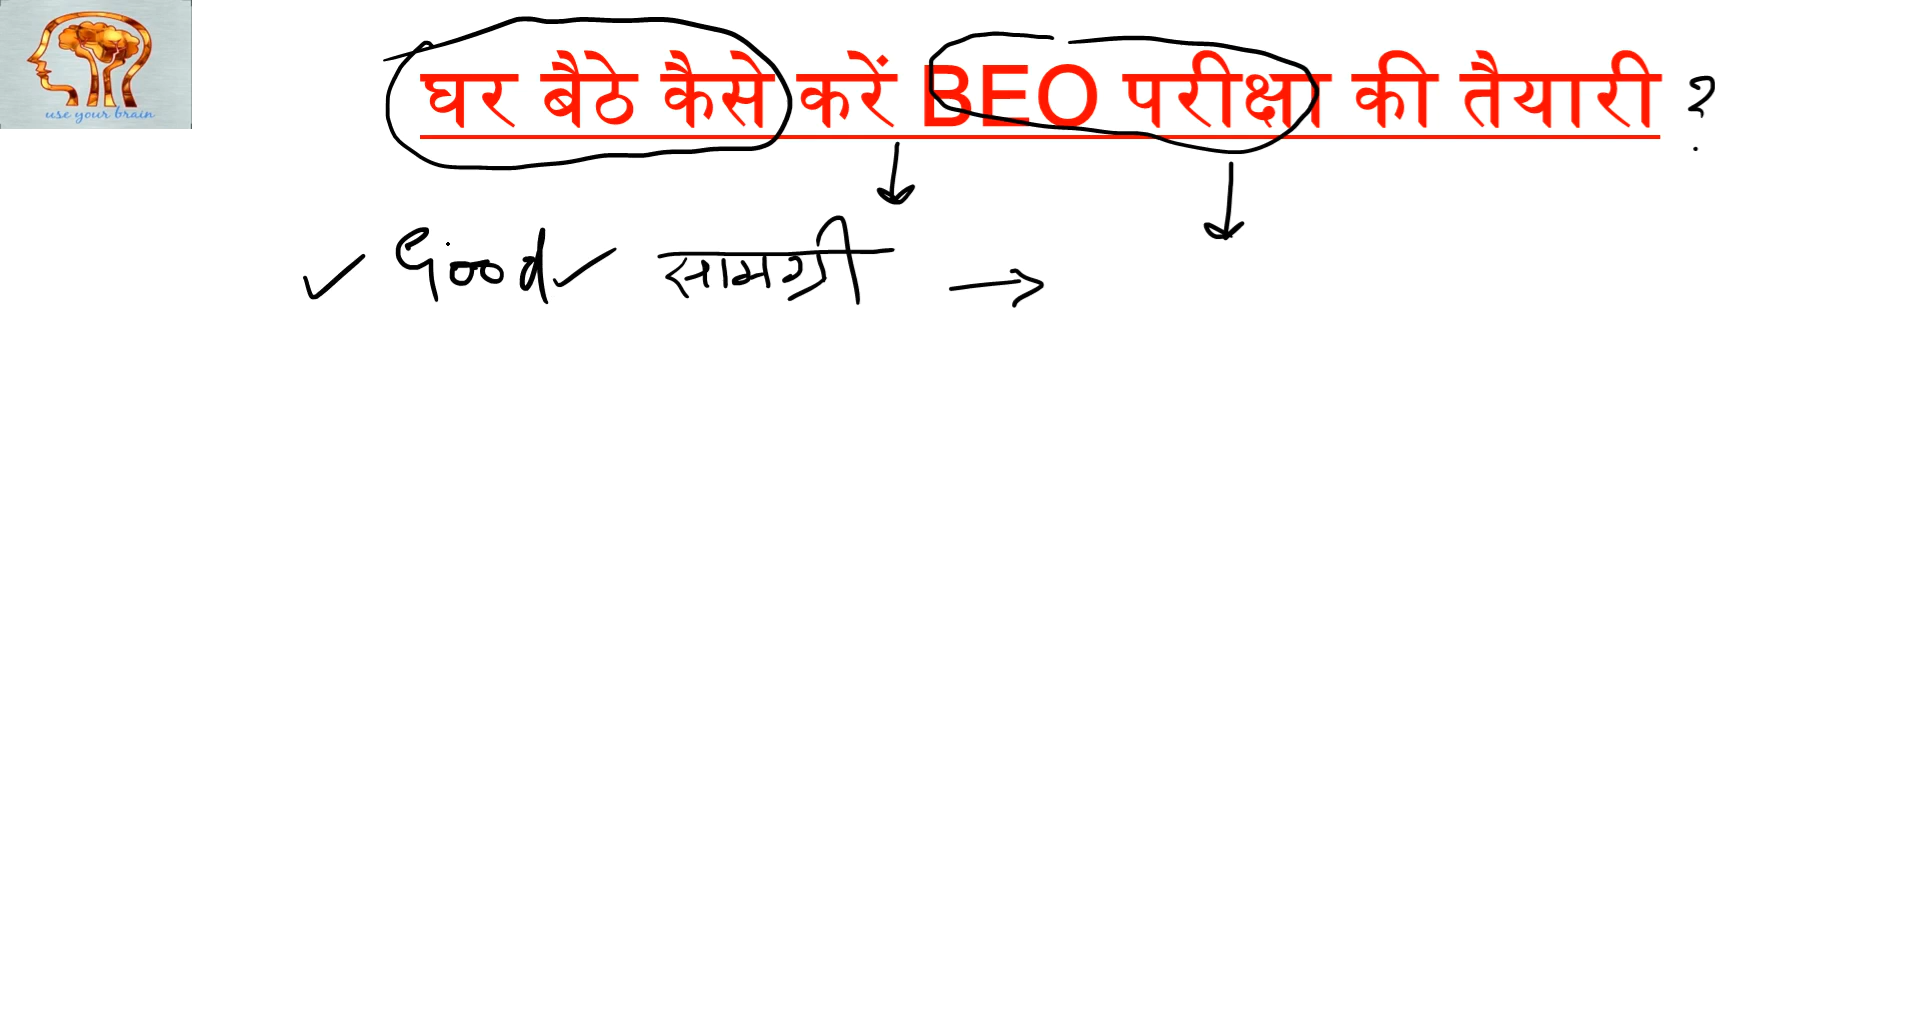 use your brain
घर बैठे कैसे करें BEO परीक्षा की तैयारी ?
Good सामग्री